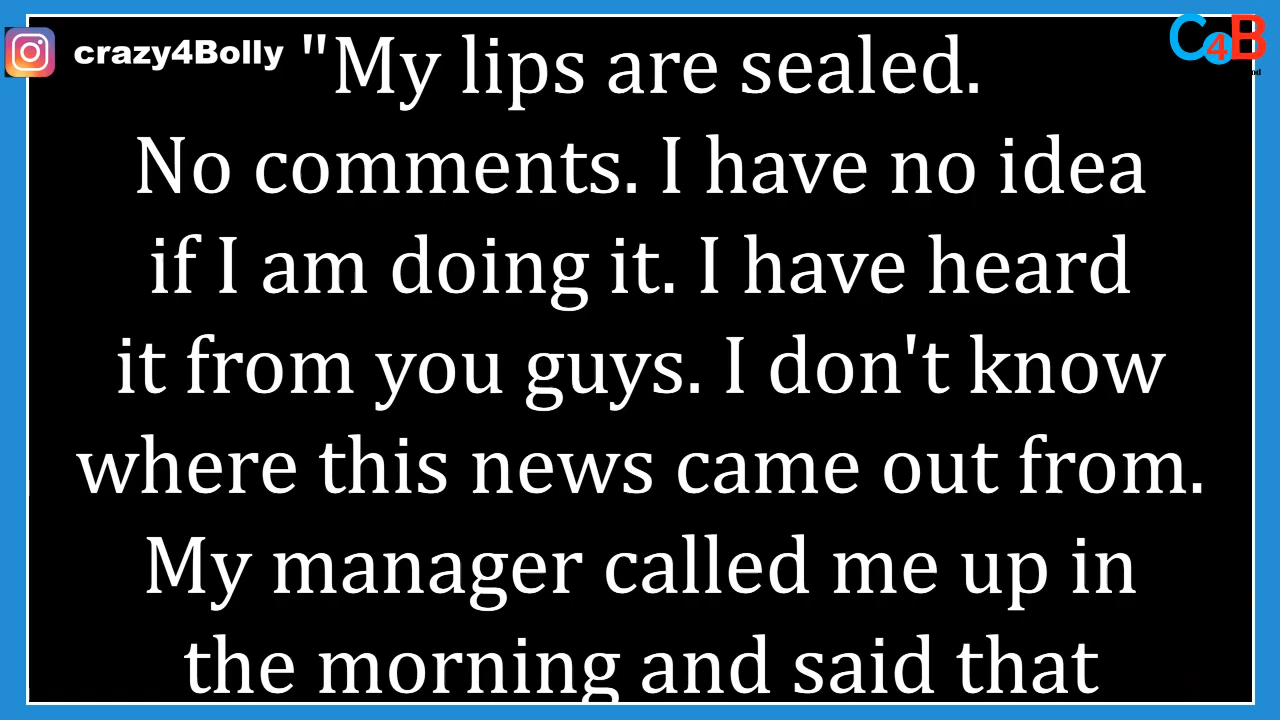 crazy4Bolly
C4B
od
"My lips are sealed.
No comments. I have no idea
if I am doing it. I have heard
it from you guys. I don't know
where this news came out from.
My manager called me up in
the morning and said that